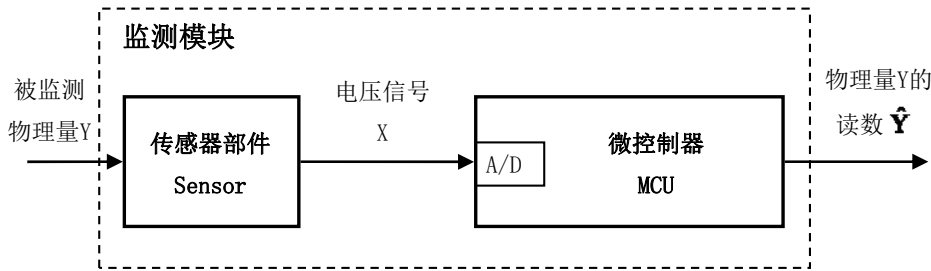 监测模块
被监测
物理量Y
传感器部件
Sensor
电压信号
X
A/D
微控制器
MCU
物理量Y的
读数 Ŷ